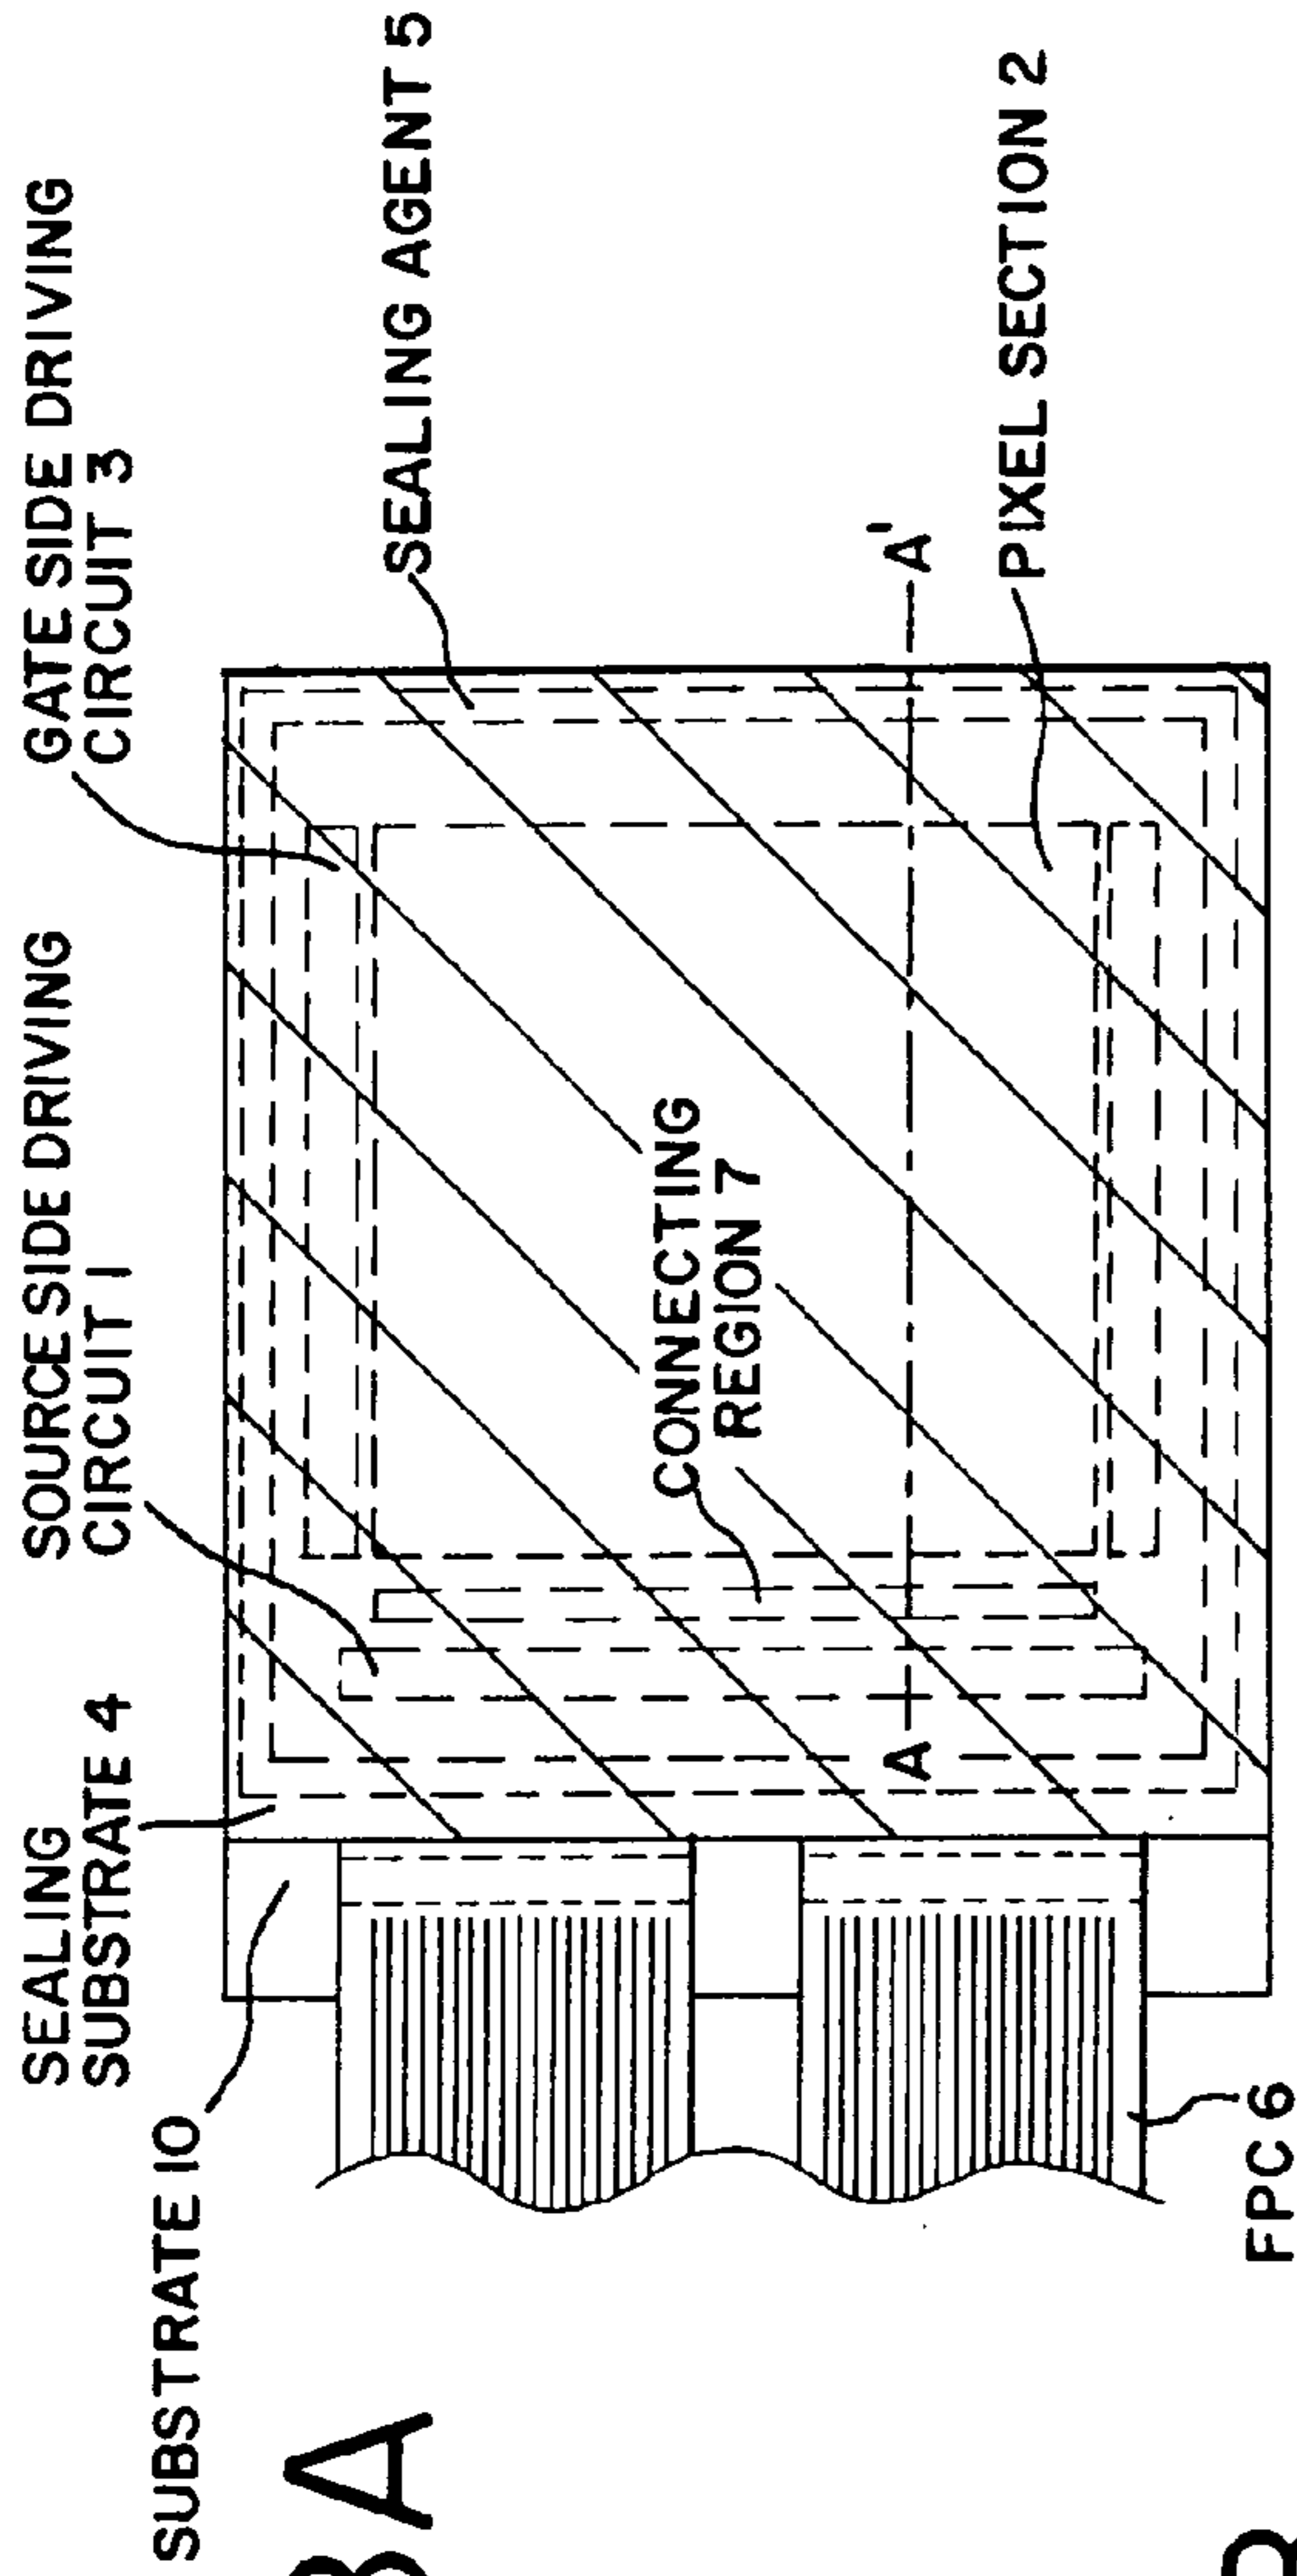 SUBSTRATE 10
SEALING
SUBSTRATE 4
SOURCE SIDE DRIVING
CIRCUIT 1
GATE SIDE DRIVING
CIRCUIT 3
SEALING AGENT 5
CONNECTING
REGION 7
A
A'
PIXEL SECTION 2
FPC 6
A